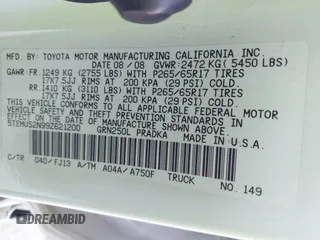 BY: TOYOTA MOTOR MANUFACTURING CALIFORNIA INC.
DATE 08/08 GVWR: 2472 KG( 5450 LBS)
GAWR: FR. 1249 KG (2755 LBS) WITH P265/65R17 TIRES
17X7 5JJ RIMS AT 200 KPA (29 PSI) COLD.
RR. 1410 KG (3110 LBS) WITH P265/65R17 TIRES
17X7 5JJ RIMS AT 200 KPA (29 PSI) COLD.
THIS VEHICLE CONFORMS TO ALL APPLICABLE FEDERAL MOTOR
VEHICLE SAFETY STANDARDS IN EFFECT ON THE DATE OF
MANUFACTURE SHOWN ABOVE.
5TEMU52N99Z621200 GRN250L PRADKA MADE IN U.S.A.
C/TR 040/FJ13 A/TM A04A/A750F TRUCK NO. 149
DREAMBID